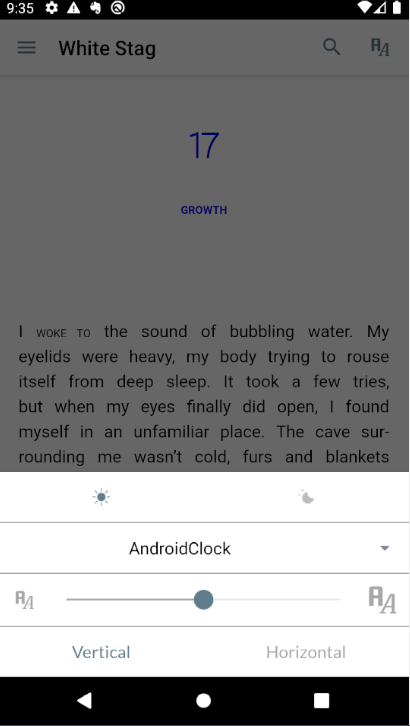 9:35
White Stag
17
GROWTH
I WOKE TO the sound of bubbling water. My
eyelids were heavy, my body trying to rouse
itself from deep sleep. It took a few tries,
but when my eyes finally did open, I found
myself in an unfamiliar place. The cave sur-
rounding me wasn't cold, furs and blankets
AndroidClock
Vertical
Horizontal